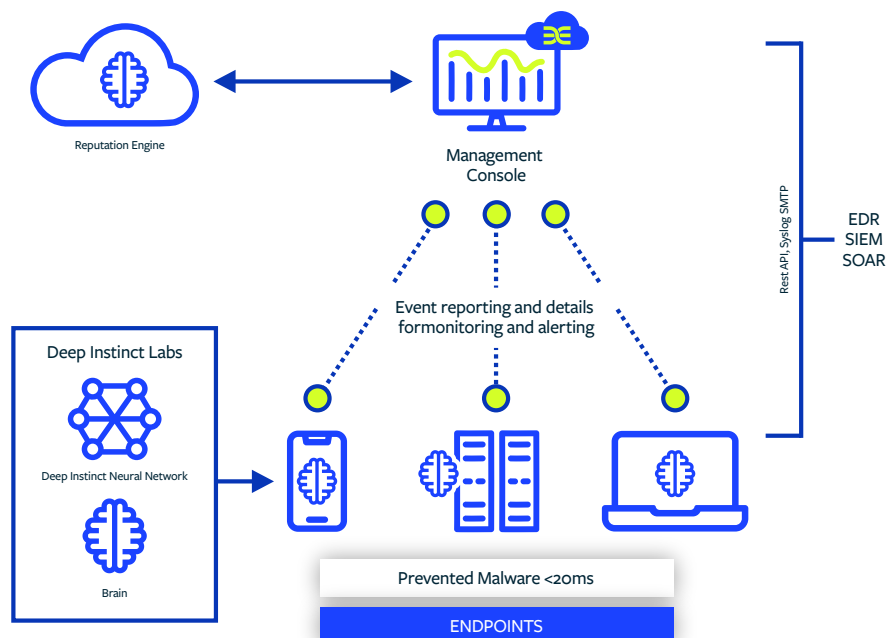 Reputation Engine
Management
Console
Rest API, Syslog SMTP
EDR
SIEM
SOAR
Event reporting and details
formonitoring and alerting
Deep Instinct Labs
Deep Instinct Neural Network
Brain
Prevented Malware <20ms
ENDPOINTS